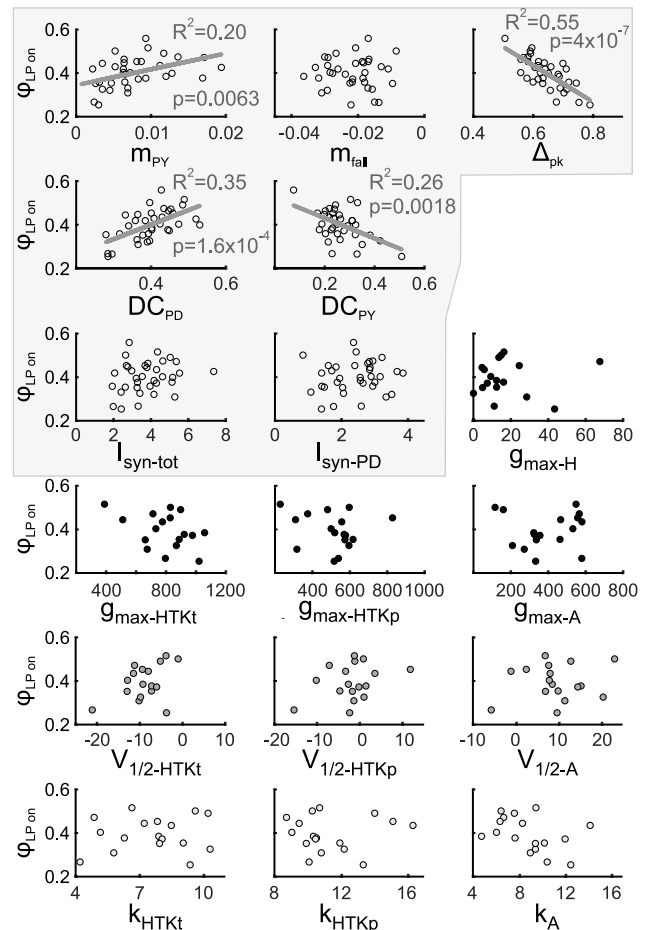 R²=0.20
R²=0.55
p=4x10⁻⁷
p=0.0063
0.6
0.4
0.2
φLP on
0 0.01 0.02
-0.04 -0.02 0
0.4 0.6 0.8
mPY
mfall
Δpk
R²=0.35
R²=0.26
p=0.0018
p=1.6x10⁻⁴
0.6
0.4
0.2
φLP on
0.4 0.6
0 0.2 0.4 0.6
DCPD
DCPY
0.6
0.4
0.2
φLP on
0 2 4 6 8
0 2 4
0 20 40 60 80
Isyn-tot
Isyn-PD
gmax-H
0.6
0.4
0.2
φLP on
400 800 1200
400 600 800 1000
0 200 400 600 800
gmax-HTKt
gmax-HTKp
gmax-A
0.6
0.4
0.2
φLP on
-20 -10 0 10
-20 -10 0 10
-10 0 10 20
V1/2-HTKt
V1/2-HTKp
V1/2-A
0.6
0.4
0.2
φLP on
4 7 10
8 12 16
4 8 12 16
kHTKt
kHTKp
kA